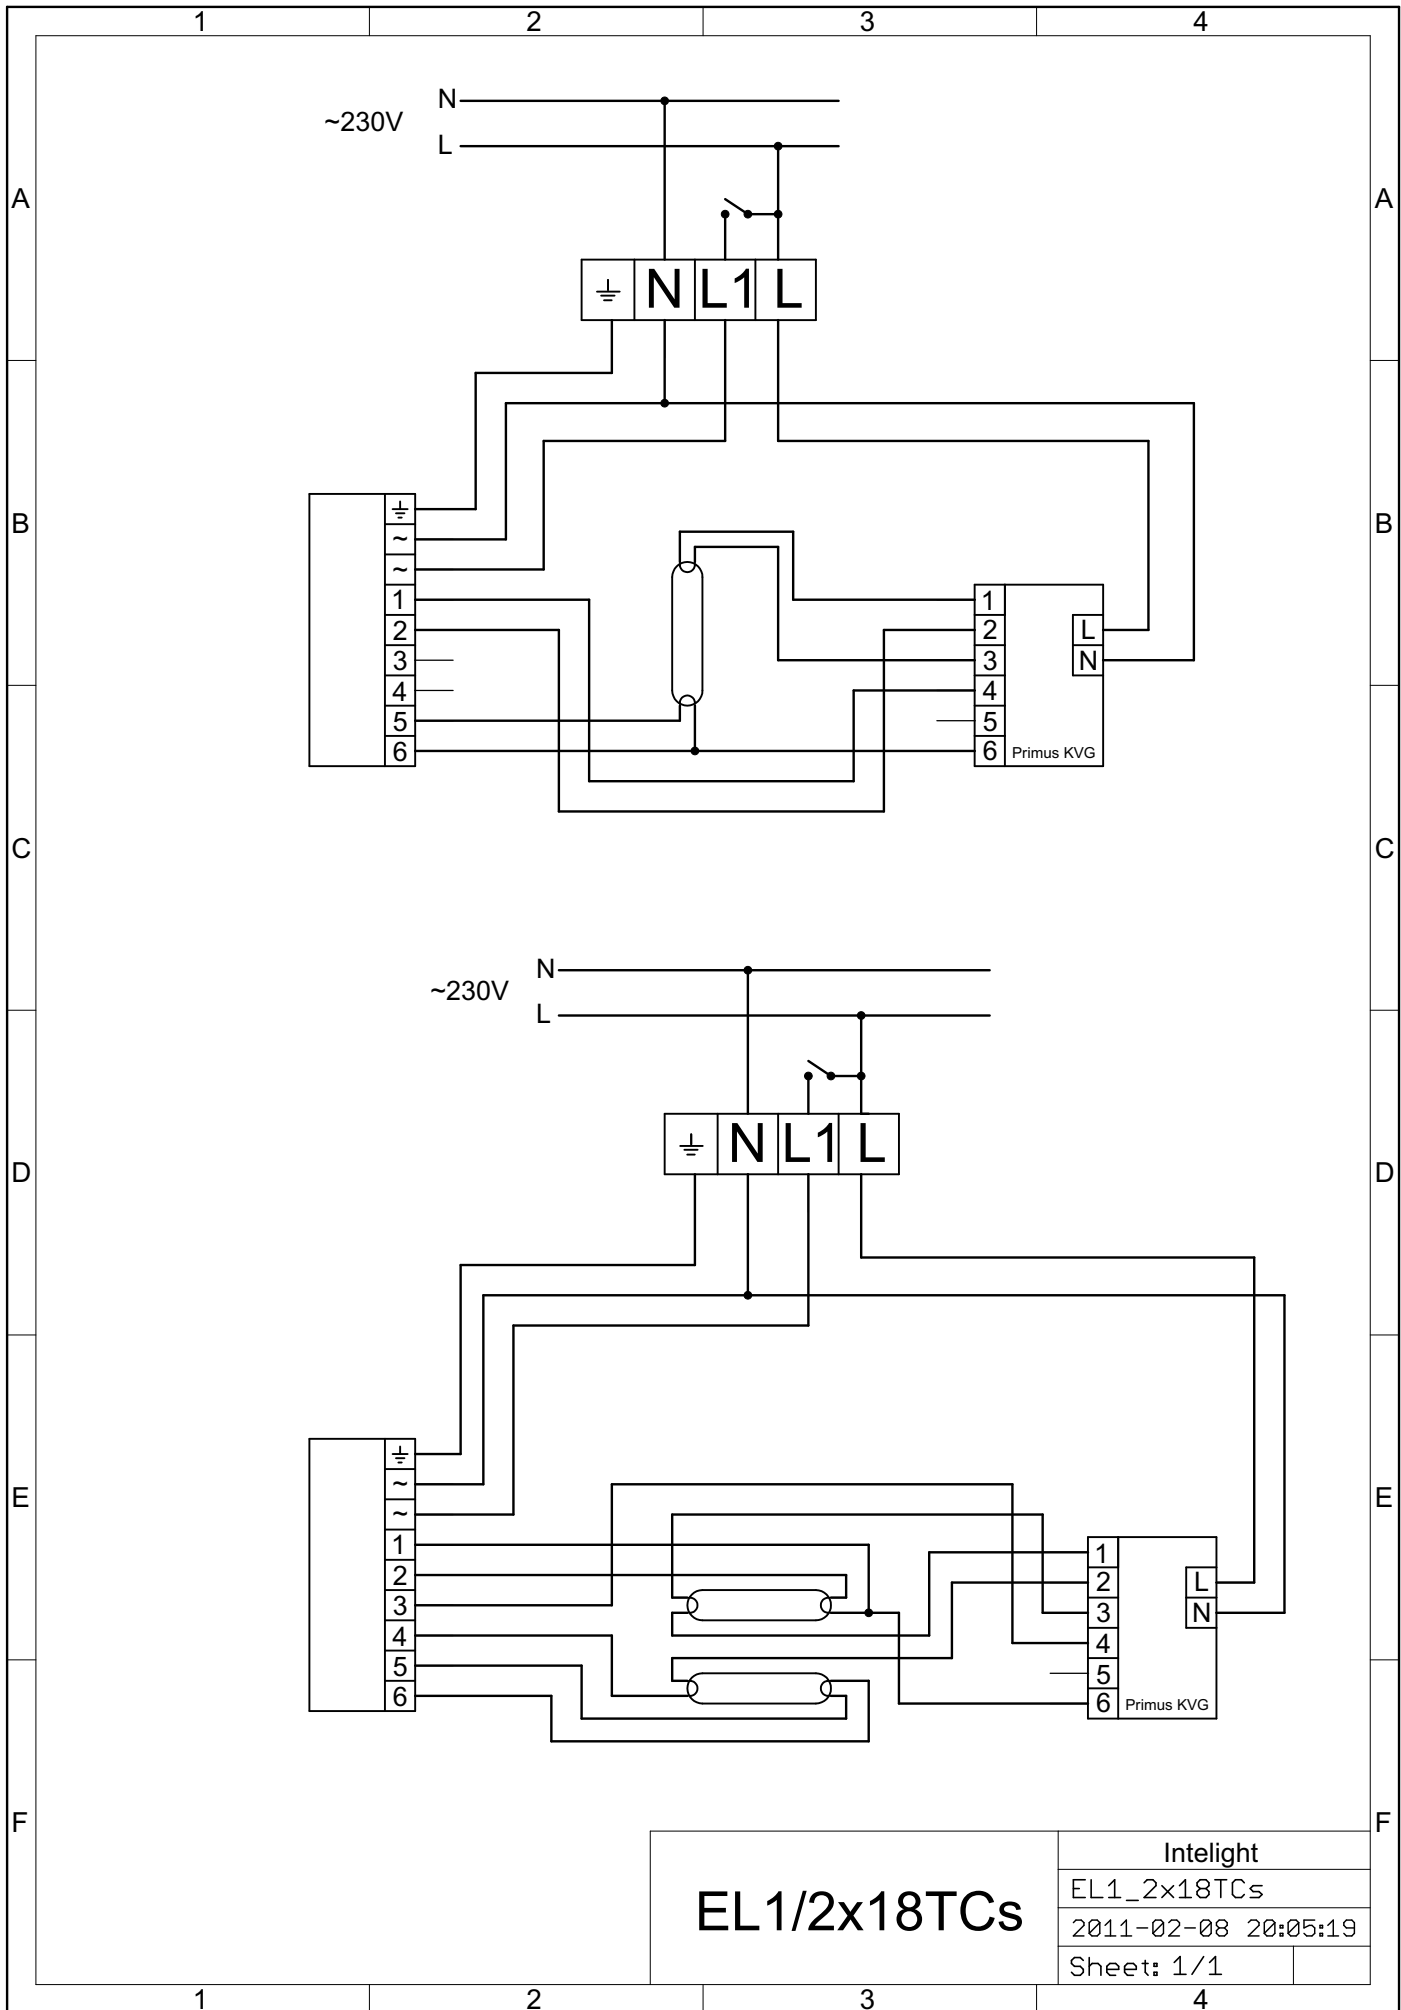 1 2 3 4
N
~230V
L
A A
N L1 L
B B
~
~
1 1
2 2 L
3 3 N
4 4
5 5
6 6 Primus KVG
C C
N
~230V
L
N L1 L
D D
~
E E
~
1 1
2 2 L
3 3 N
4 4
5 5
6 6 Primus KVG
F F
Intelight
EL1/2x18TCs
EL1_2x18TCs
2011-02-08 20:05:19
Sheet: 1/1
1 2 3 4